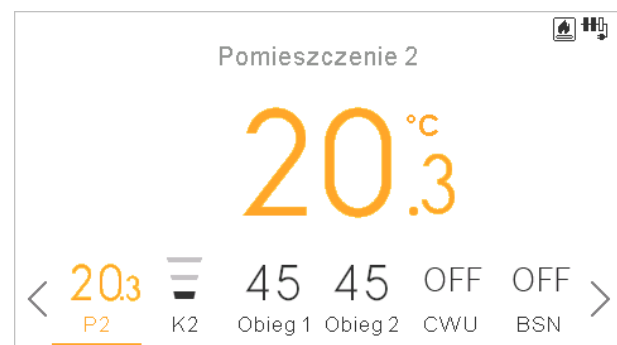 Pomieszczenie 2
20.3 °C
20.3 45 45 OFF OFF
P2 K2 Obieg 1 Obieg 2 CWU BSN